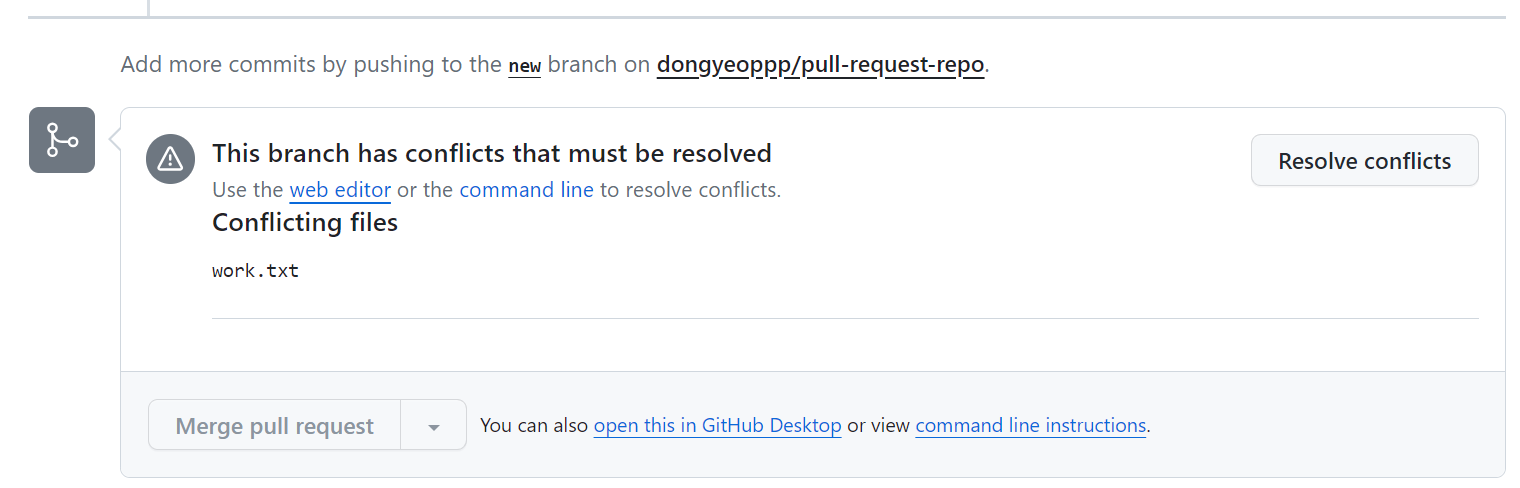 Add more commits by pushing to the new branch on dongyeoppp/pull-request-repo.
This branch has conflicts that must be resolved
Resolve conflicts
Use the web editor or the command line to resolve conflicts.
Conflicting files
work.txt
Merge pull request
You can also open this in GitHub Desktop or view command line instructions.